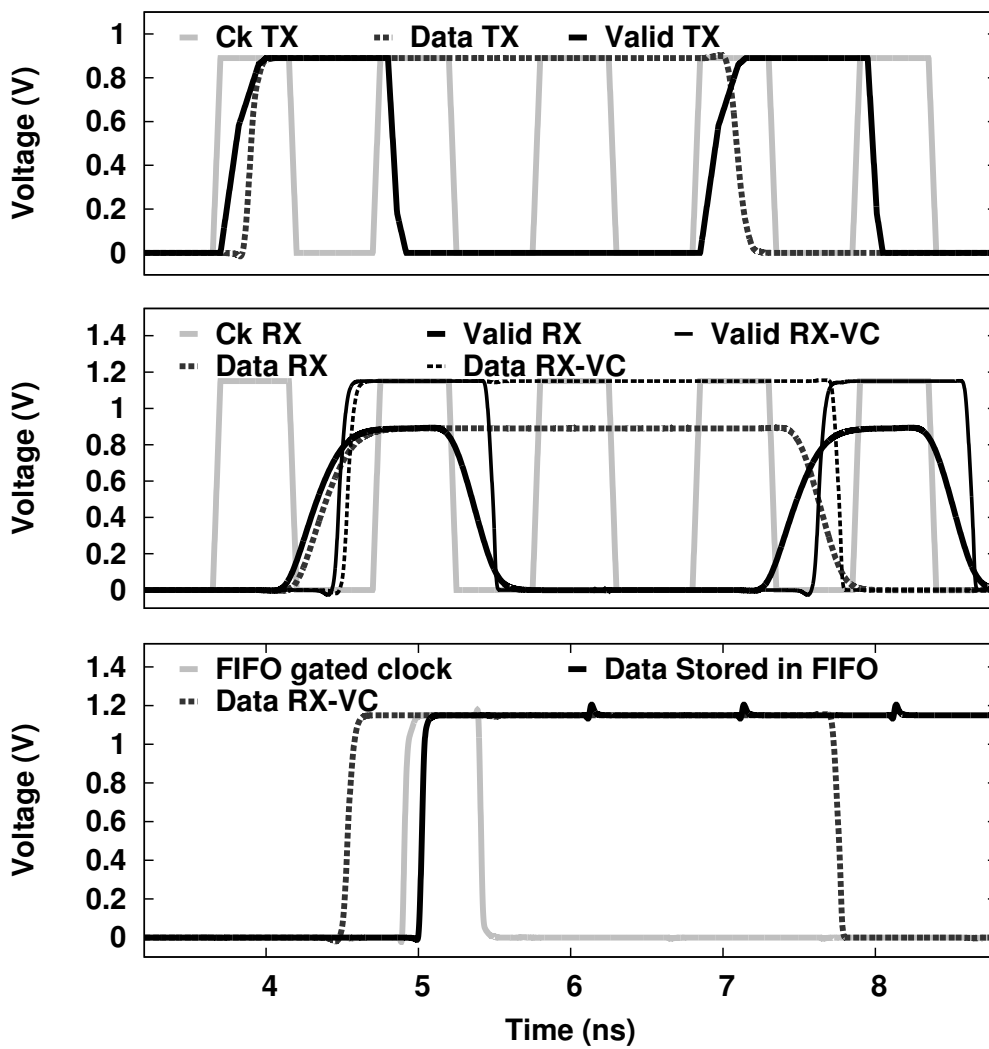 Ck TX Data TX Valid TX
1
0.8
0.6
0.4
0.2
0
Voltage (V)
Ck RX Valid RX Valid RX-VC
Data RX Data RX-VC
1.4
1.2
1
0.8
0.6
0.4
0.2
0
Voltage (V)
FIFO gated clock Data Stored in FIFO
Data RX-VC
1.4
1.2
1
0.8
0.6
0.4
0.2
0
Voltage (V)
4 5 6 7 8
Time (ns)